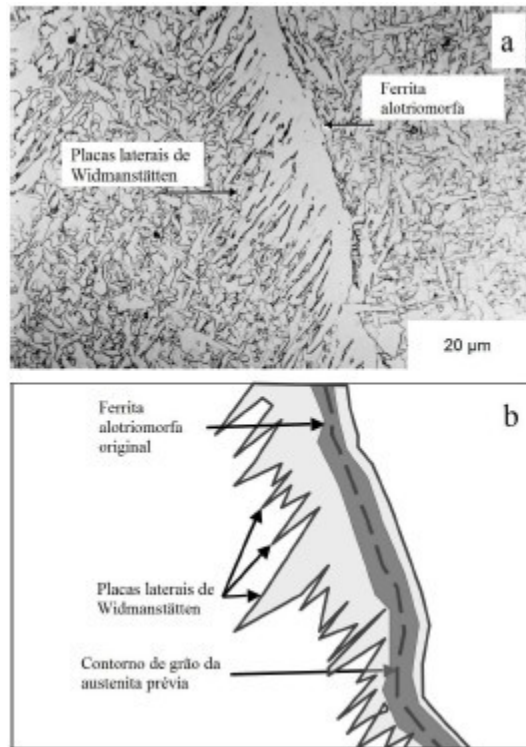 a
Ferrita
alotriomorfa
Placas laterais de
Widmanstätten
20 µm
b
Ferrita
alotriomorfa
original
Placas laterais de
Widmanstätten
Contorno de grão da
austenita prévia